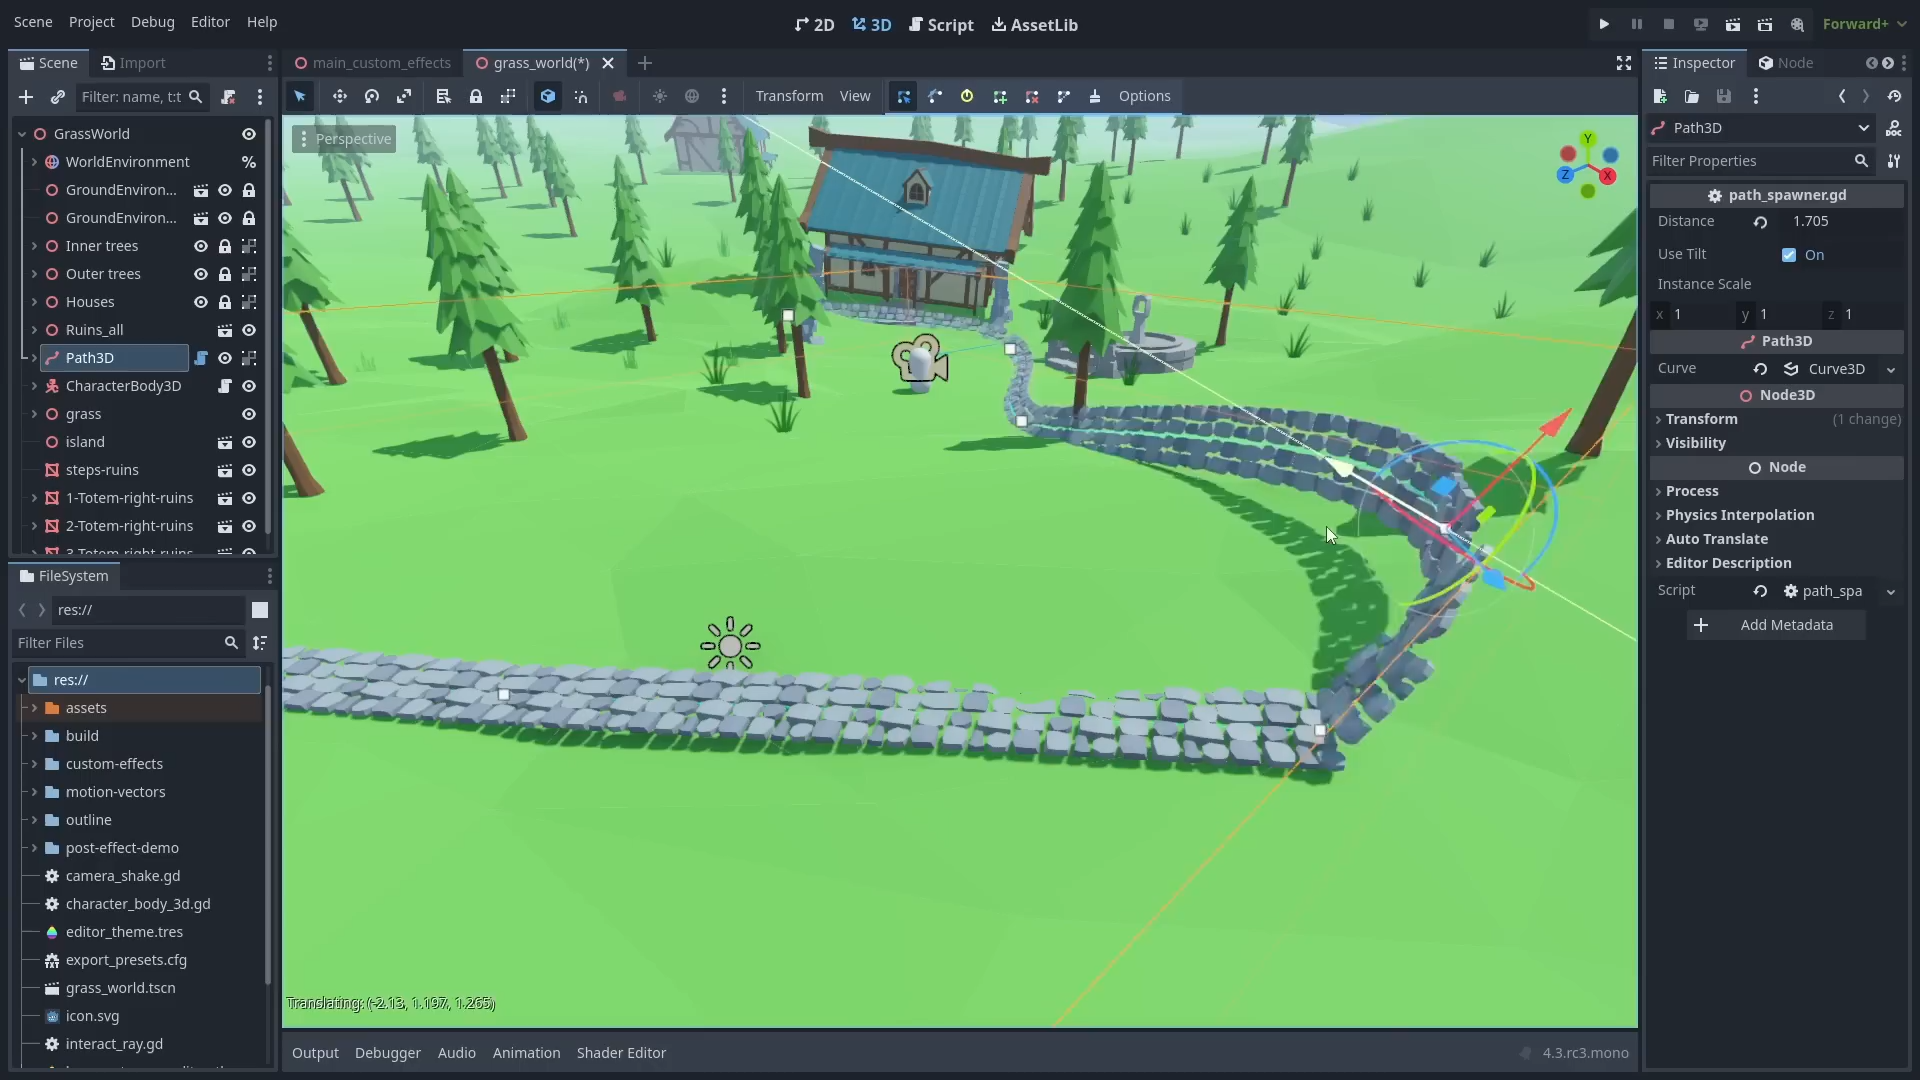 Scene Project Debug Editor Help
2D 3D Script AssetLib
Forward+
Scene Import
Filter: name, t:t
GrassWorld
WorldEnvironment
GroundEnviron...
GroundEnviron...
Inner trees
Outer trees
Houses
Ruins_all
Path3D
CharacterBody3D
grass
island
steps-ruins
1-Totem-right-ruins
2-Totem-right-ruins
3-Totem-right-ruins
FileSystem
res://
Filter Files
res://
assets
build
custom-effects
motion-vectors
outline
post-effect-demo
camera_shake.gd
character_body_3d.gd
editor_theme.tres
export_presets.cfg
grass_world.tscn
icon.svg
interact_ray.gd
main_custom_effects grass_world(*)
Transform View Options
Perspective
Y
Z X
Translating: (-2.13, 1.197, 1.265)
Output Debugger Audio Animation Shader Editor
4.3.rc3.mono
Inspector Node
Path3D
DOC
Filter Properties
path_spawner.gd
Distance 1.705
Use Tilt On
Instance Scale
x 1 y 1 z 1
Path3D
Curve Curve3D
Node3D
Transform (1 change)
Visibility
Node
Process
Physics Interpolation
Auto Translate
Editor Description
Script path_spa
Add Metadata